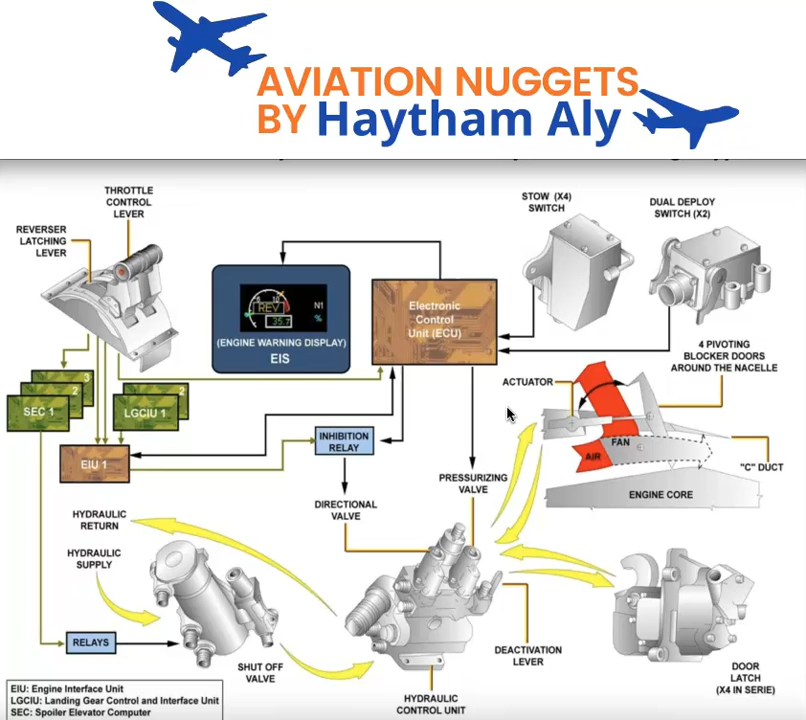 AVIATION NUGGETS
BY Haytham Aly
THROTTLE
CONTROL
LEVER
REVERSER
LATCHING
LEVER
STOW (X4)
SWITCH
DUAL DEPLOY
SWITCH (X2)
REV
N1
%
35.7
(ENGINE WARNING DISPLAY)
EIS
Electronic
Control
Unit (ECU)
4 PIVOTING
BLOCKER DOORS
AROUND THE NACELLE
ACTUATOR
3
2
SEC 1
2
LGCIU 1
FAN
AIR
"C" DUCT
ENGINE CORE
EIU 1
INHIBITION
RELAY
PRESSURIZING
VALVE
DIRECTIONAL
VALVE
HYDRAULIC
RETURN
HYDRAULIC
SUPPLY
RELAYS
SHUT OFF
VALVE
DEACTIVATION
LEVER
HYDRAULIC
CONTROL UNIT
DOOR
LATCH
(X4 IN SERIE)
EIU: Engine Interface Unit
LGCIU: Landing Gear Control and Interface Unit
SEC: Spoiler Elevator Computer